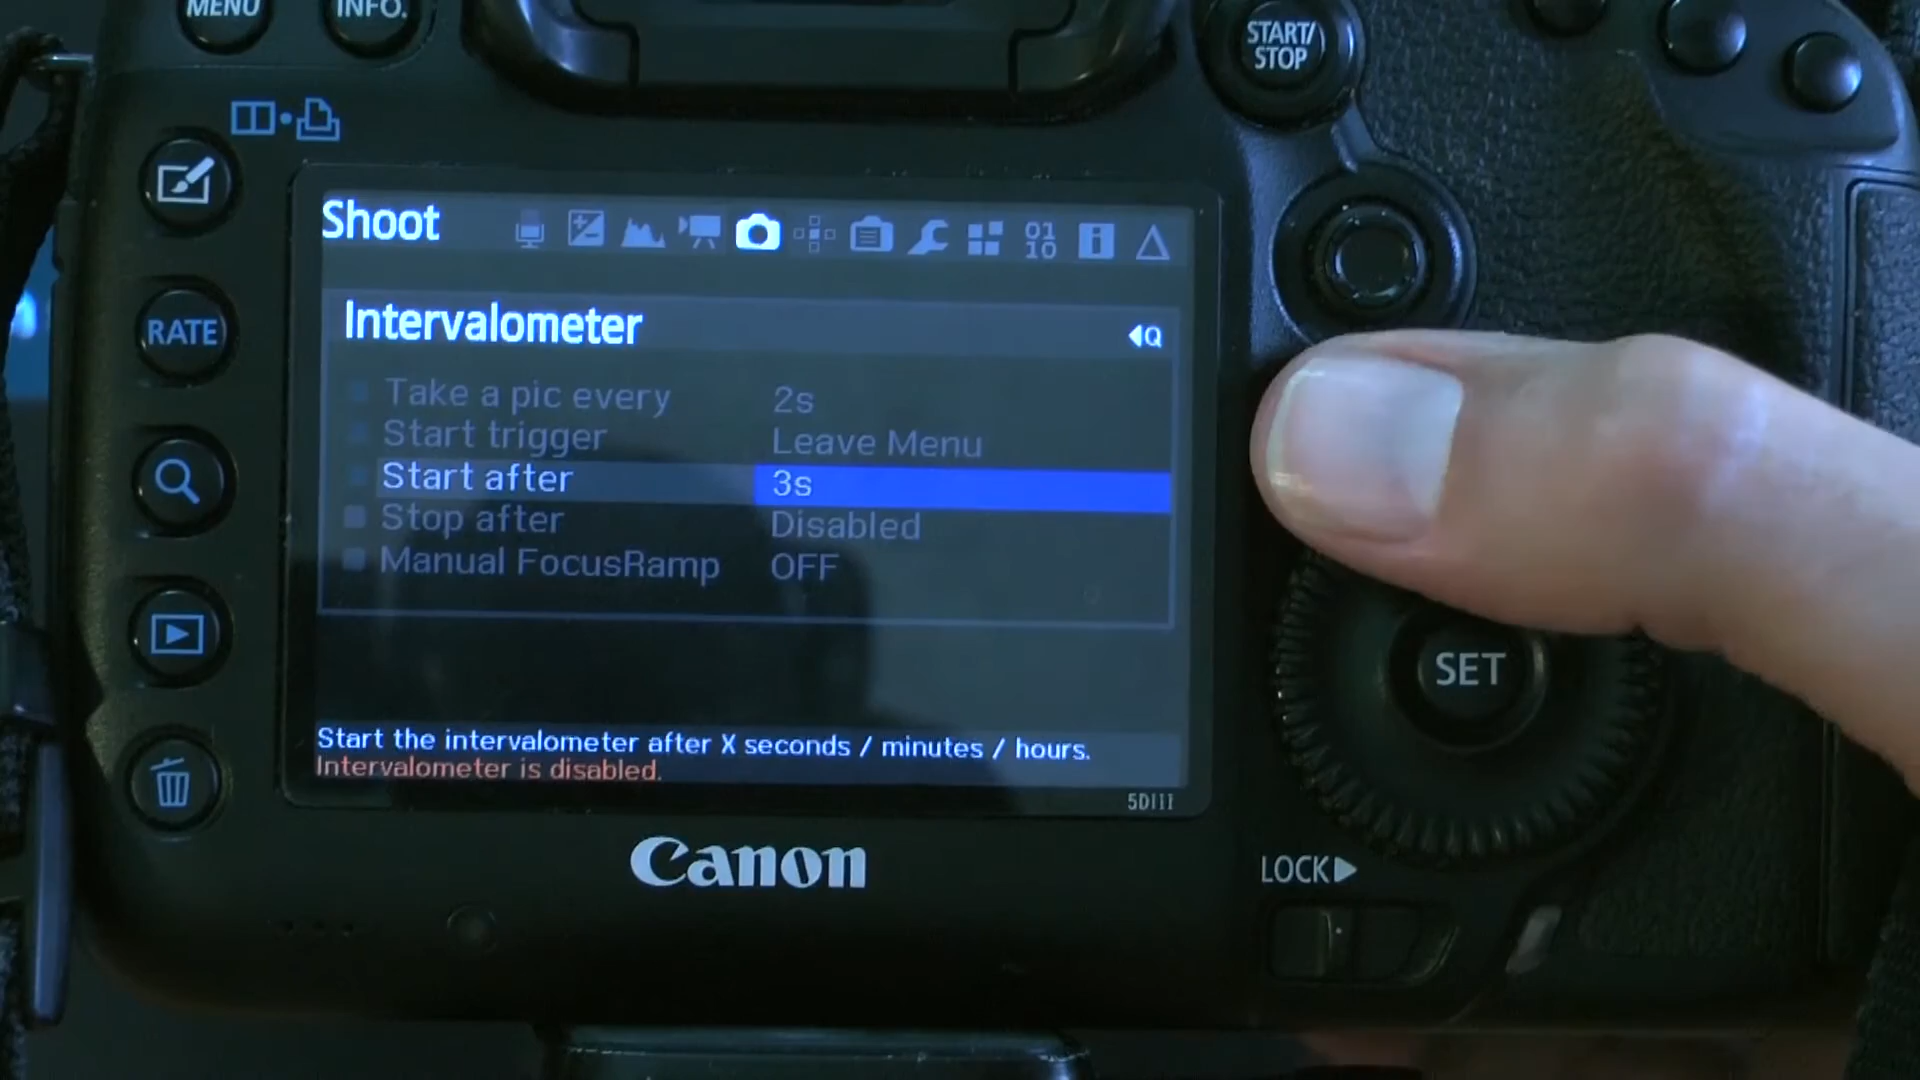 MENU
INFO.
START/
STOP
Shoot
01
10
Intervalometer
Q
RATE
Take a pic every 2s
Start trigger Leave Menu
Start after 3s
Stop after Disabled
Manual FocusRamp OFF
SET
Start the intervalometer after X seconds / minutes / hours.
Intervalometer is disabled.
5DIII
Canon
LOCK